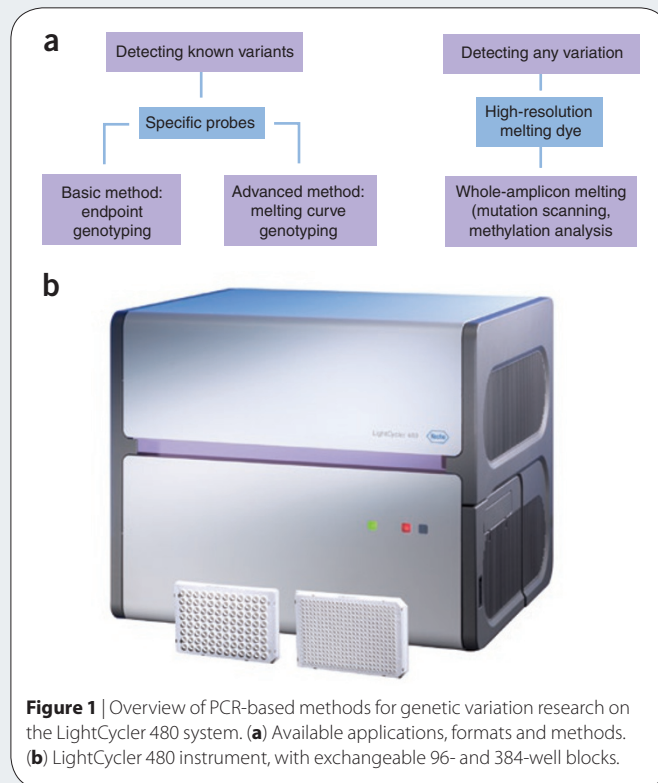 a
Detecting known variants
Detecting any variation
Specific probes
High-resolution
melting dye
Basic method:
endpoint
genotyping
Advanced method:
melting curve
genotyping
Whole-amplicon melting
(mutation scanning,
methylation analysis
b
LightCycler 480
Roche
Figure 1 | Overview of PCR-based methods for genetic variation research on
the LightCycler 480 system. (a) Available applications, formats and methods.
(b) LightCycler 480 instrument, with exchangeable 96- and 384-well blocks.